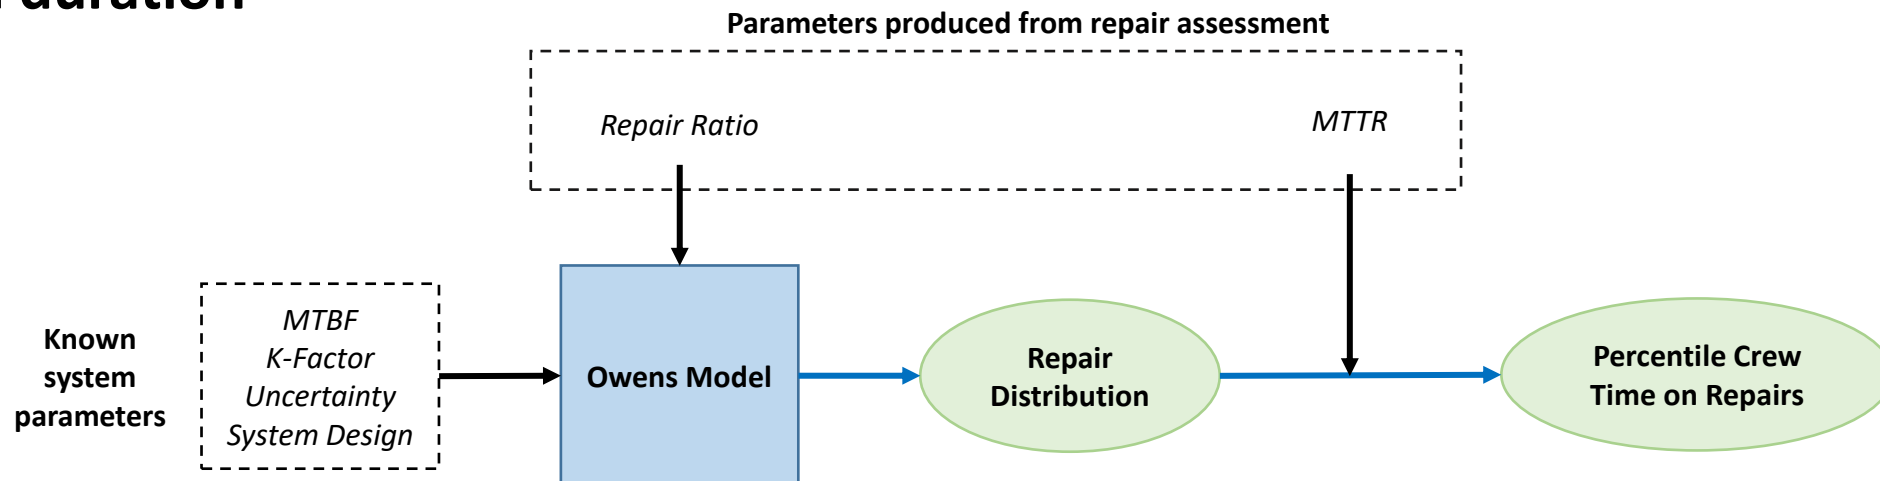 duration
Parameters produced from repair assessment
Repair Ratio
MTTR
Known
system
parameters
MTBF
K-Factor
Uncertainty
System Design
Owens Model
Repair
Distribution
Percentile Crew
Time on Repairs